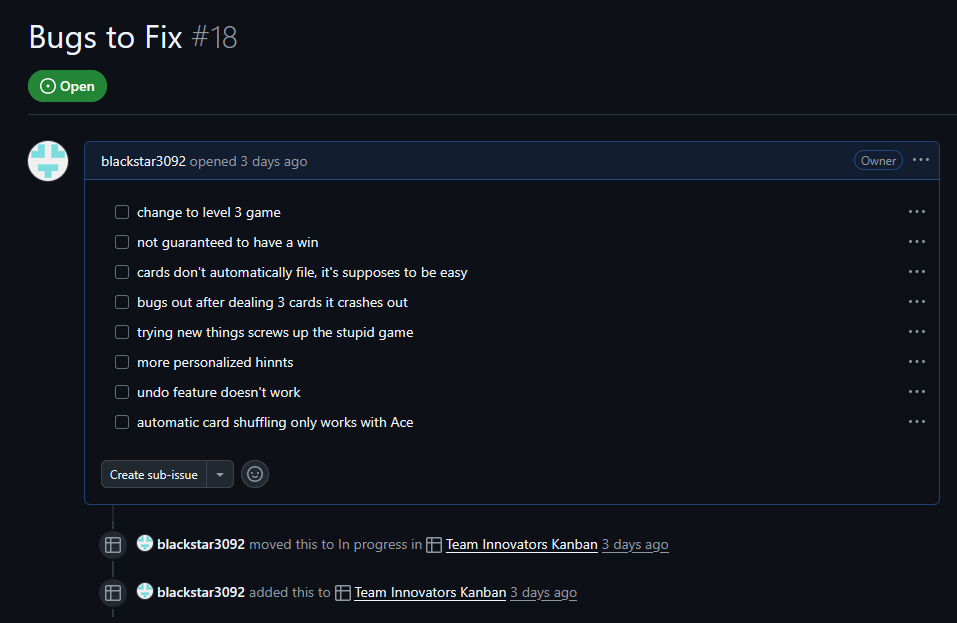 Bugs to Fix #18
Open
blackstar3092 opened 3 days ago Owner
change to level 3 game
not guaranteed to have a win
cards don't automatically file, it's supposes to be easy
bugs out after dealing 3 cards it crashes out
trying new things screws up the stupid game
more personalized hinnts
undo feature doesn't work
automatic card shuffling only works with Ace
Create sub-issue
blackstar3092 moved this to In progress in Team Innovators Kanban 3 days ago
blackstar3092 added this to Team Innovators Kanban 3 days ago